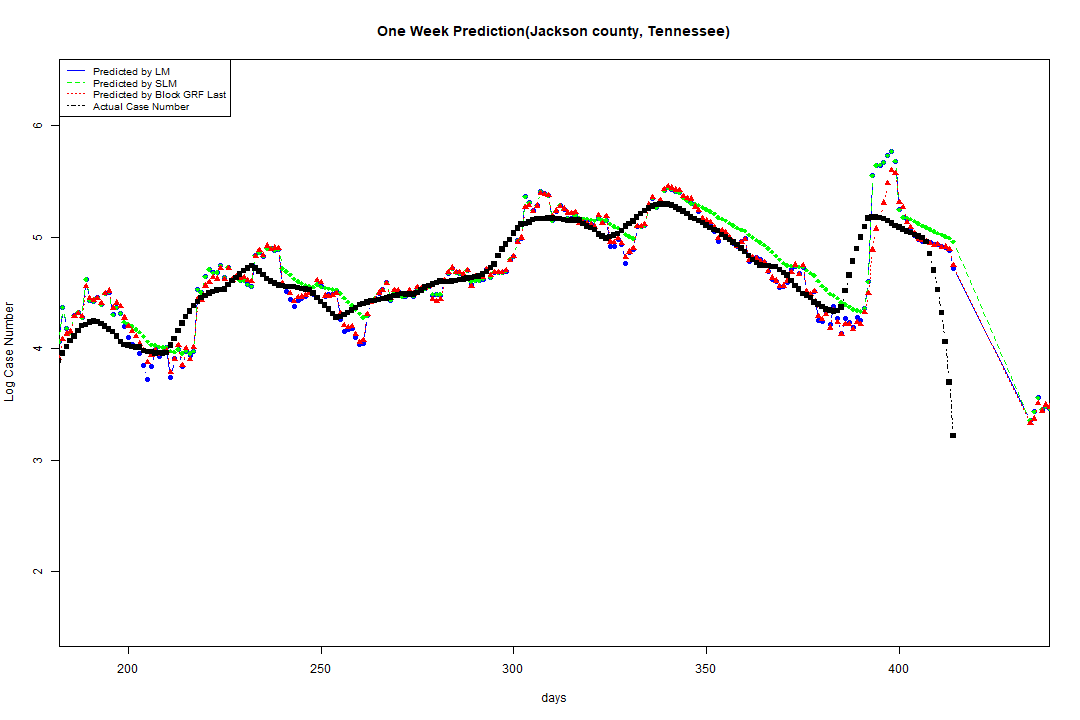 One Week Prediction(Jackson county, Tennessee)
Predicted by LM
Predicted by SLM
Predicted by Block GRF Last
Actual Case Number
Log Case Number
6
5
4
3
2
200 250 300 350 400
days